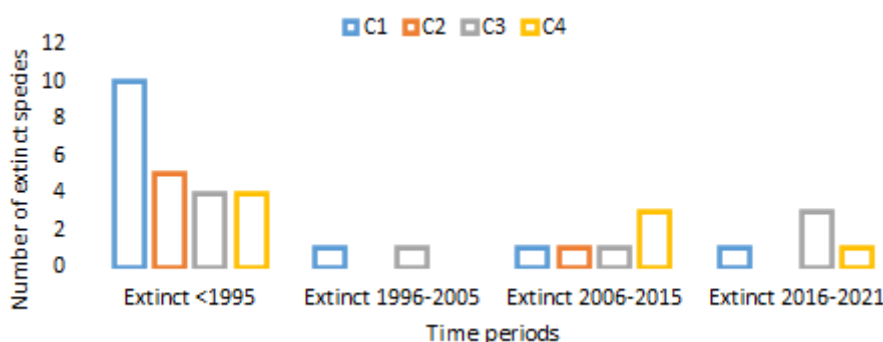 C1 C2 C3 C4
Number of extinct spedes
12
10
8
6
4
2
0
Extinct <1995 Extinct 1996-2005 Extinct 2006-2015 Extinct 2016-2021
Time periods